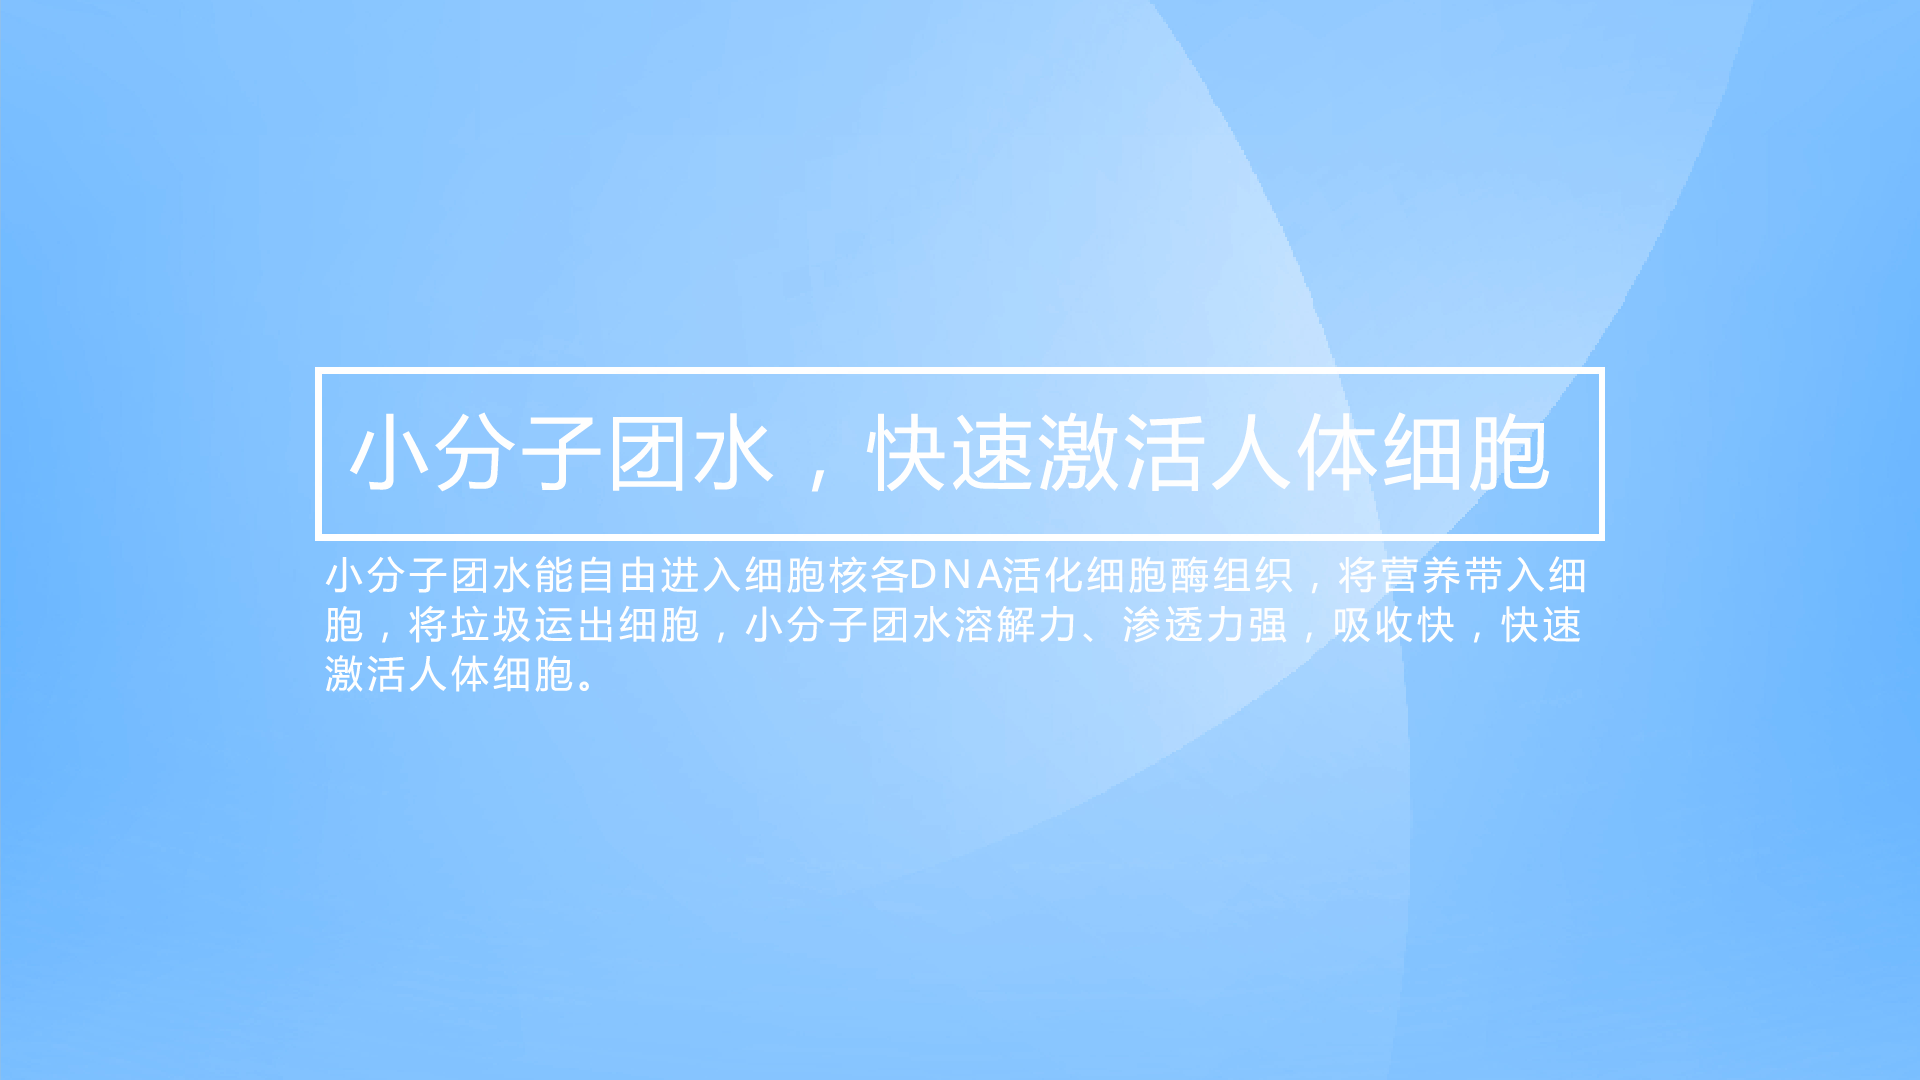 小分子团水，快速激活人体细胞
小分子团水能自由进入细胞核各DNA活化细胞酶组织，将营养带入细
胞，将垃圾运出细胞，小分子团水溶解力、渗透力强，吸收快，快速
激活人体细胞。